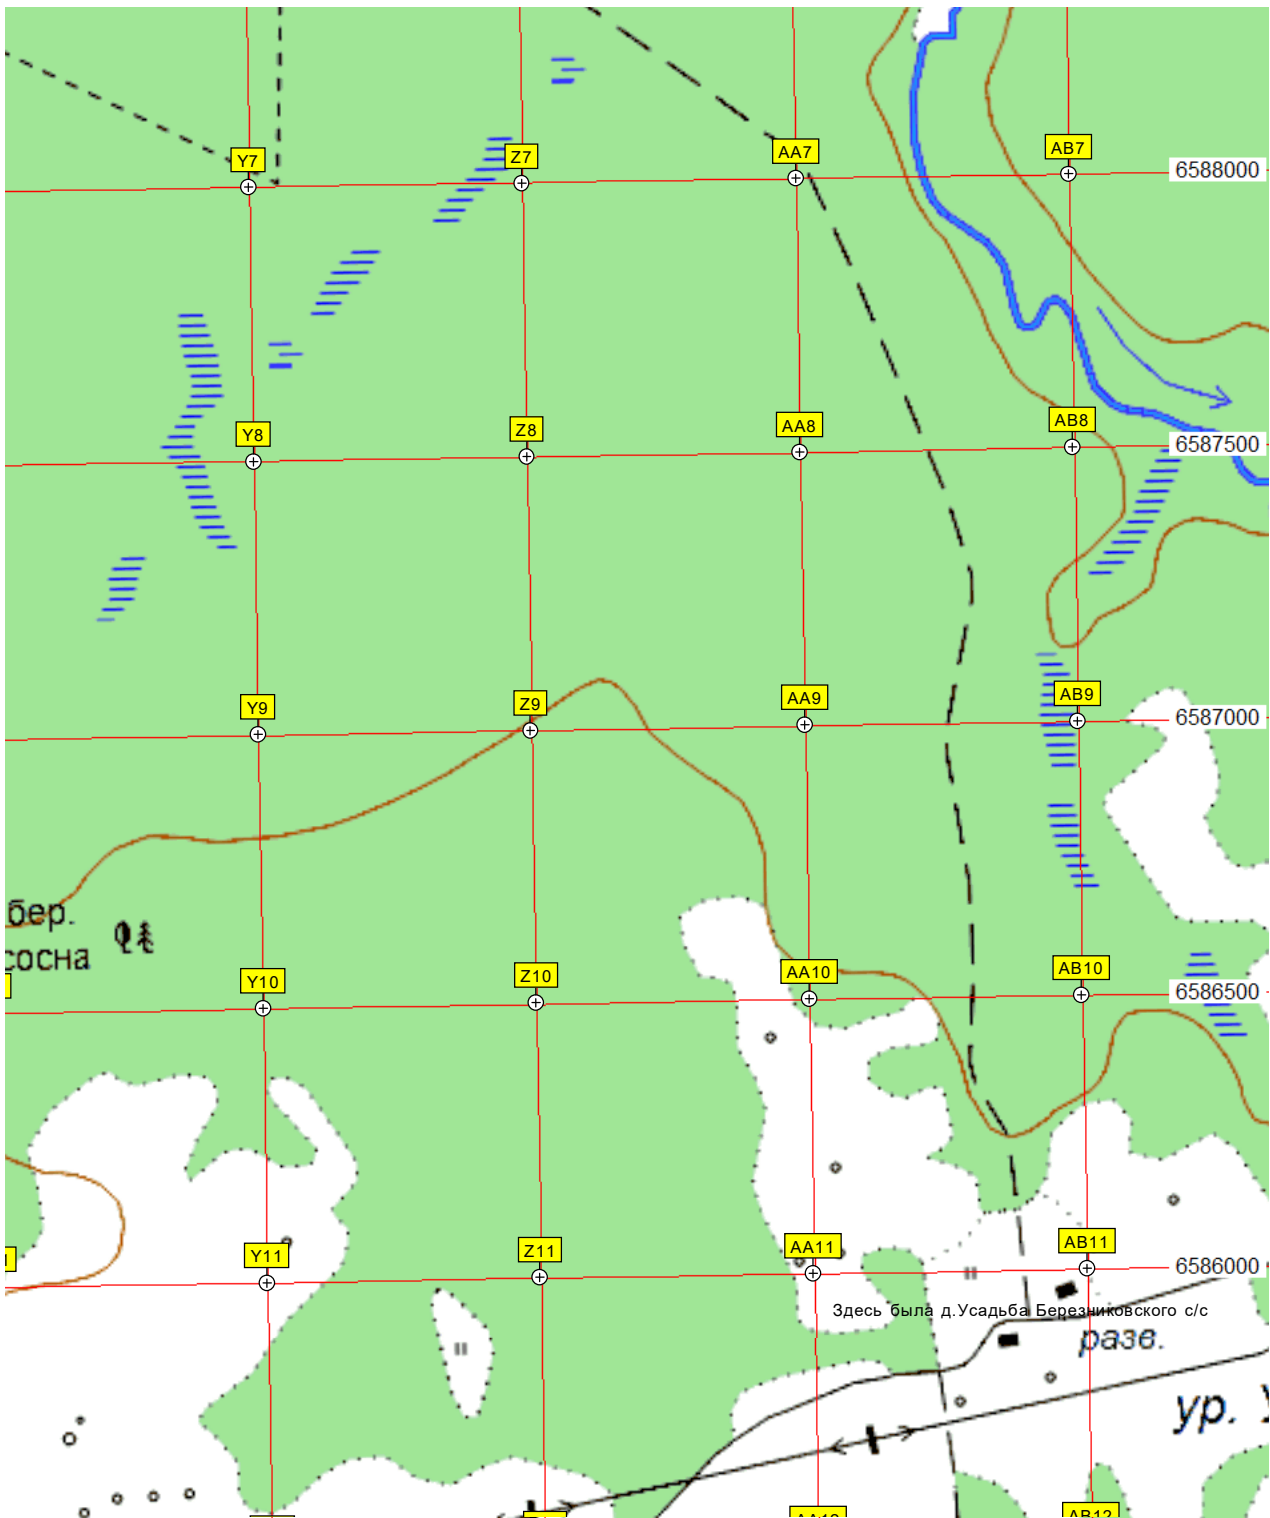 Y7
Z7
AA7
AB7
6588000
Y8
Z8
AA8
AB8
6587500
Y9
Z9
AA9
AB9
6587000
бер.
сосна
Y10
Z10
AA10
AB10
6586500
Y11
Z11
AA11
AB11
6586000
Здесь была д.Усадьба Березниковского с/с
разв.
ур.
AB12